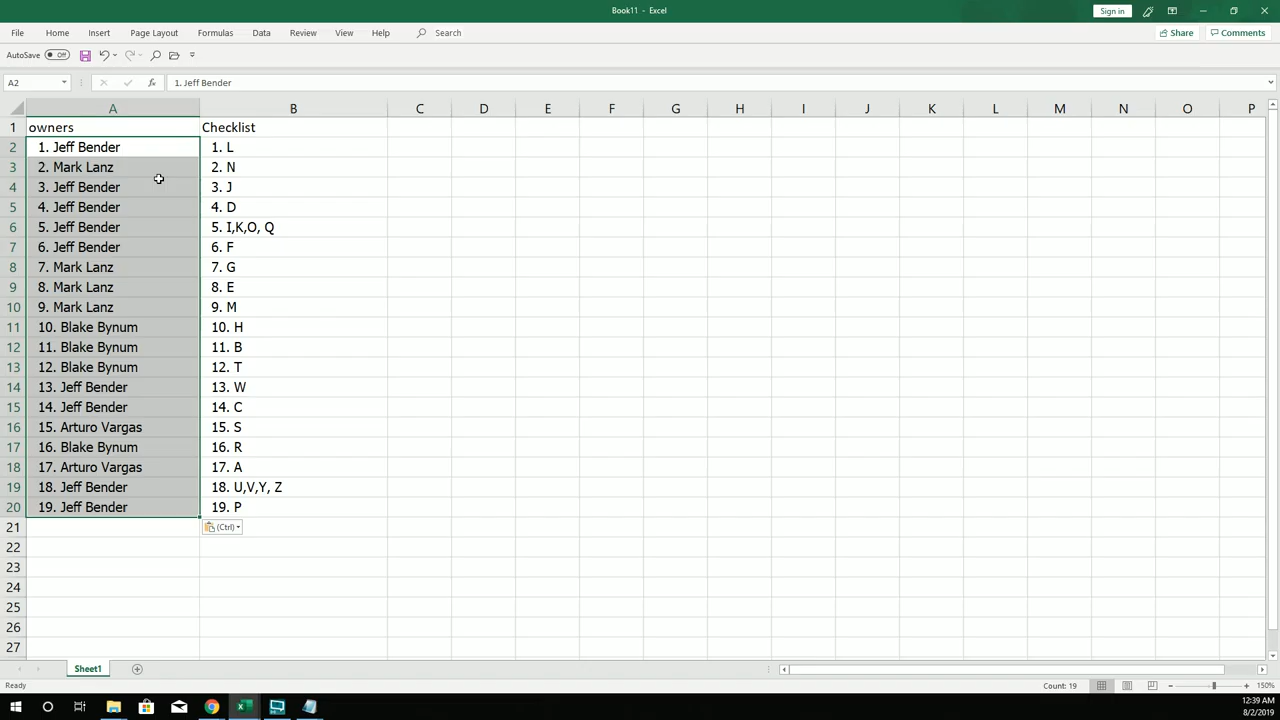 Book11 - Excel
Sign in
File Home Insert Page Layout Formulas Data Review View Help Search
Share Comments
AutoSave Off
A2 fx 1. Jeff Bender
A B C D E F G H I J K L M N O P
1 owners Checklist
2 1. Jeff Bender 1. L
3 2. Mark Lanz 2. N
4 3. Jeff Bender 3. J
5 4. Jeff Bender 4. D
6 5. Jeff Bender 5. I,K,O, Q
7 6. Jeff Bender 6. F
8 7. Mark Lanz 7. G
9 8. Mark Lanz 8. E
10 9. Mark Lanz 9. M
11 10. Blake Bynum 10. H
12 11. Blake Bynum 11. B
13 12. Blake Bynum 12. T
14 13. Jeff Bender 13. W
15 14. Jeff Bender 14. C
16 15. Arturo Vargas 15. S
17 16. Blake Bynum 16. R
18 17. Arturo Vargas 17. A
19 18. Jeff Bender 18. U,V,Y, Z
20 19. Jeff Bender 19. P
21 (Ctrl)
22
23
24
25
26
27
Sheet1
Ready Count: 19 150%
12:39 AM
8/2/2019